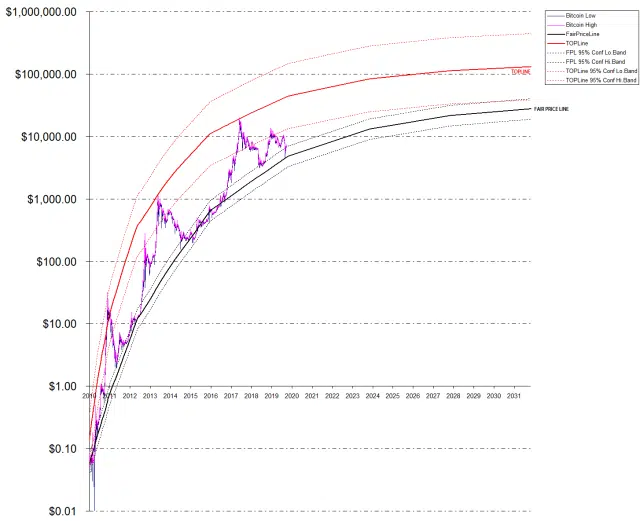 $1,000,000.00
$100,000.00
$10,000.00
$1,000.00
$100.00
$10.00
$1.00
$0.10
$0.01
2010 2011 2012 2013 2014 2015 2016 2017 2018 2019 2020 2021 2022 2023 2024 2025 2026 2027 2028 2029 2030 2031
TOPLINE
FAIR PRICE LINE
Bitcoin Low
Bitcoin High
FairPriceLine
TOPLine
FPL 95% Conf Lo Band
FPL 95% Conf Hi Band
TOPLine 95% Conf Lo Band
TOPLine 95% Conf Hi Band